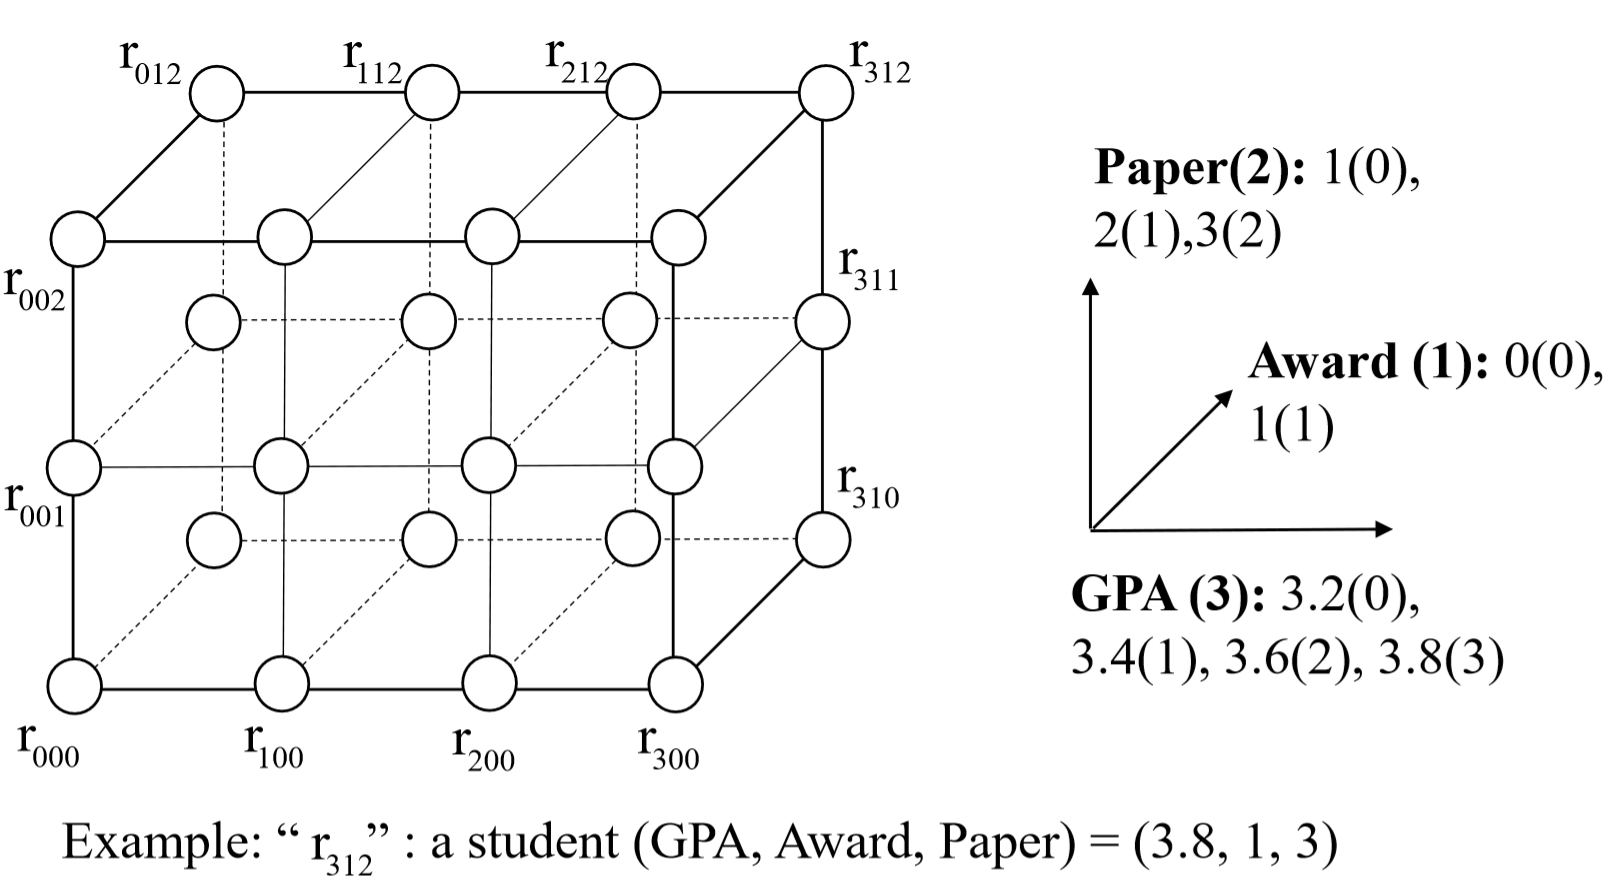 r012
r112
r212
r312
Paper(2): 1(0),
2(1),3(2)
r311
r002
Award (1): 0(0),
1(1)
r310
r001
GPA (3): 3.2(0),
3.4(1), 3.6(2), 3.8(3)
r000
r100
r200
r300
Example: “ r312” : a student (GPA, Award, Paper) = (3.8, 1, 3)